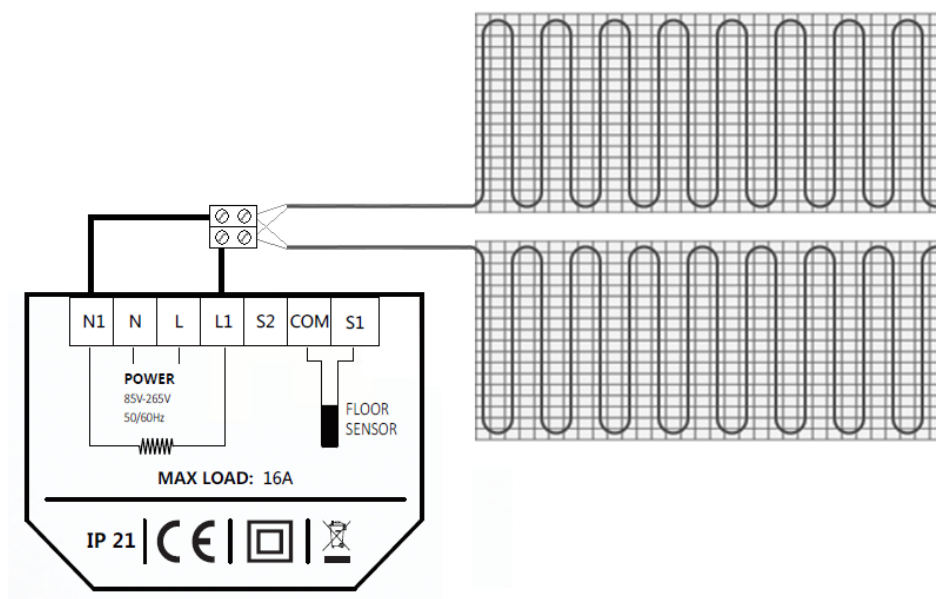 N1 N L L1 S2 COM S1
POWER
85V-265V
50/60Hz
FLOOR
SENSOR
MAX LOAD: 16A
IP 21 CE